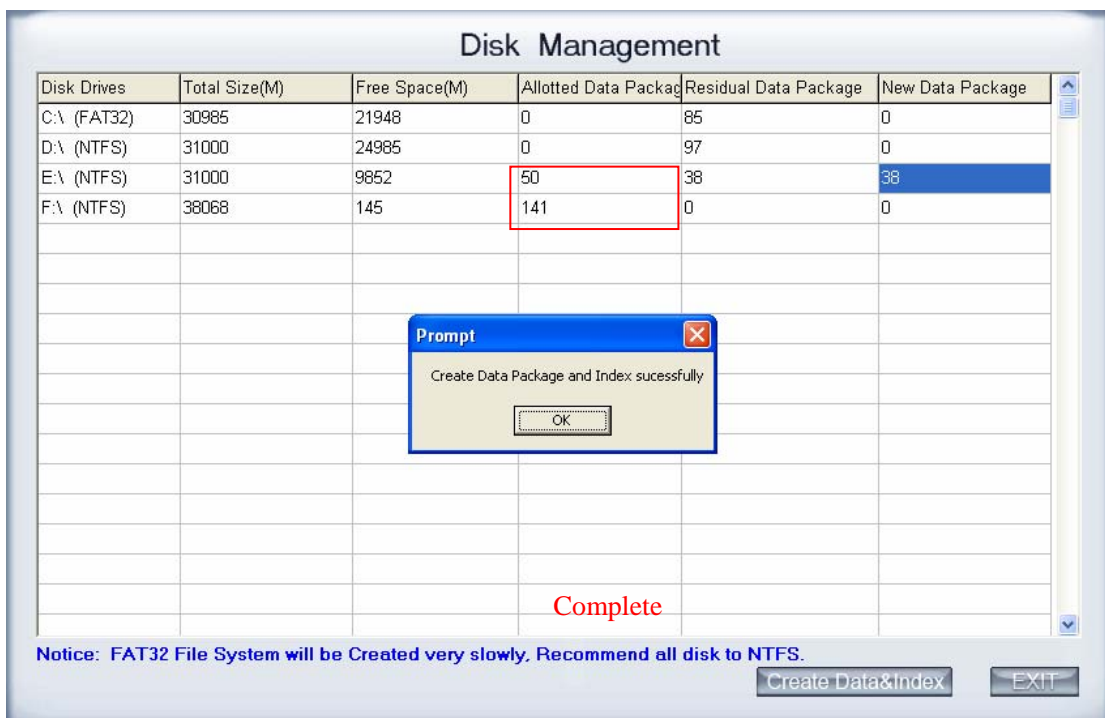 Disk Management
Disk Drives Total Size(M) Free Space(M) Allotted Data Packag Residual Data Package New Data Package
C:\ (FAT32) 30985 21948 0 85 0
D:\ (NTFS) 31000 24985 0 97 0
E:\ (NTFS) 31000 9852 50 38 38
F:\ (NTFS) 38068 145 141 0 0
Prompt
Create Data Package and Index sucessfully
OK
Complete
Notice: FAT32 File System will be Created very slowly, Recommend all disk to NTFS.
Create Data&Index EXIT